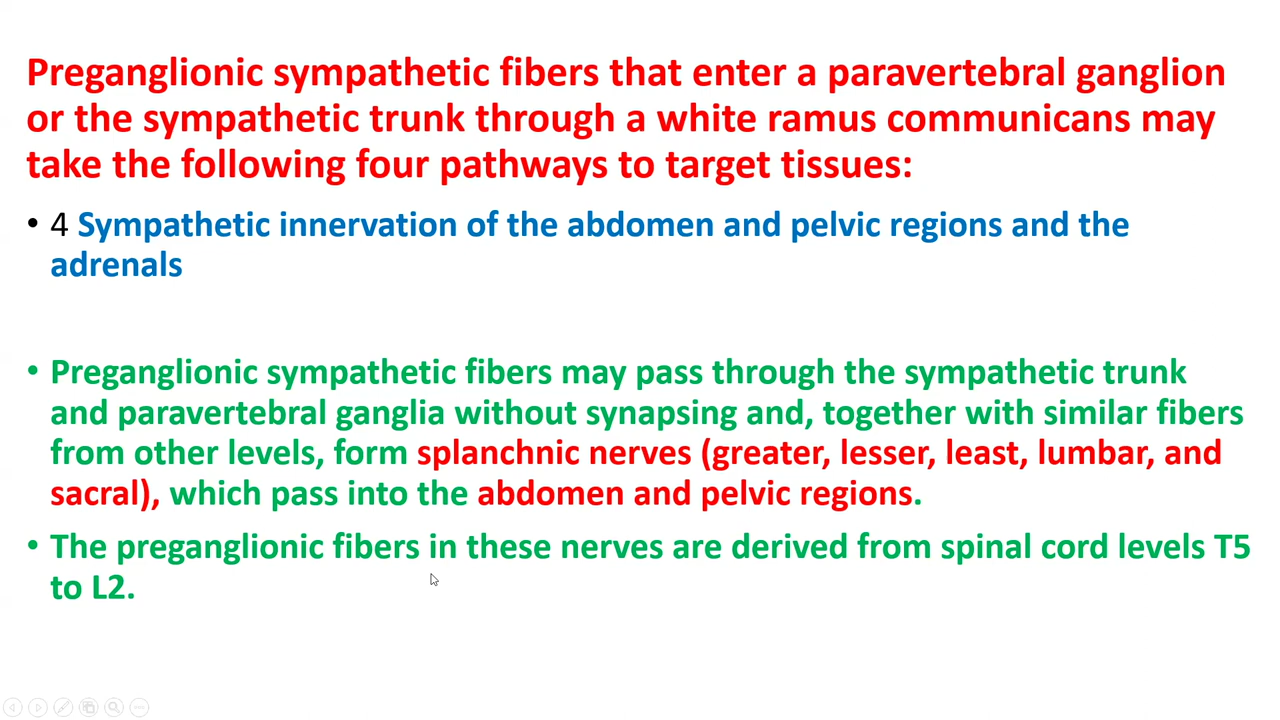 Preganglionic sympathetic fibers that enter a paravertebral ganglion
or the sympathetic trunk through a white ramus communicans may
take the following four pathways to target tissues:
• 4 Sympathetic innervation of the abdomen and pelvic regions and the
adrenals
• Preganglionic sympathetic fibers may pass through the sympathetic trunk
and paravertebral ganglia without synapsing and, together with similar fibers
from other levels, form splanchnic nerves (greater, lesser, least, lumbar, and
sacral), which pass into the abdomen and pelvic regions.
• The preganglionic fibers in these nerves are derived from spinal cord levels T5
to L2.